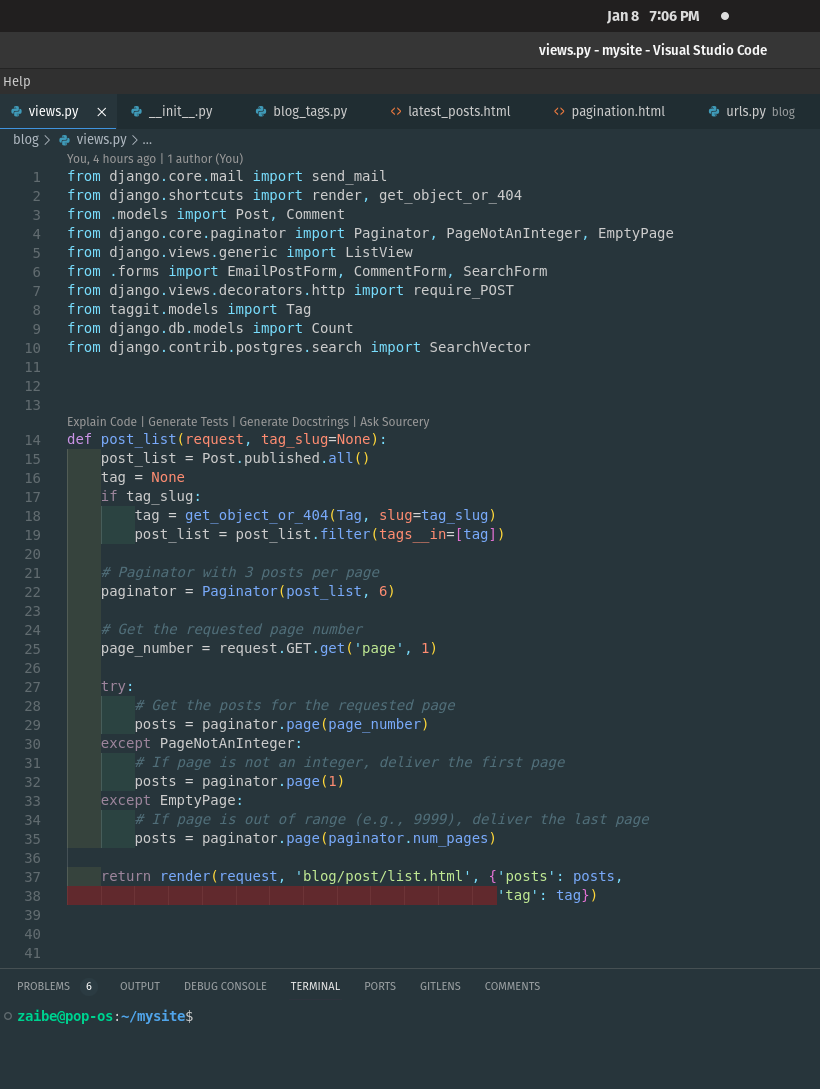 Jan 8 7:06 PM
views.py - mysite - Visual Studio Code
Help
views.py __init__.py blog_tags.py latest_posts.html pagination.html urls.py blog
blog > views.py > ...
You, 4 hours ago | 1 author (You)
1 from django.core.mail import send_mail
2 from django.shortcuts import render, get_object_or_404
3 from .models import Post, Comment
4 from django.core.paginator import Paginator, PageNotAnInteger, EmptyPage
5 from django.views.generic import ListView
6 from .forms import EmailPostForm, CommentForm, SearchForm
7 from django.views.decorators.http import require_POST
8 from taggit.models import Tag
9 from django.db.models import Count
10 from django.contrib.postgres.search import SearchVector
11
12
13
Explain Code | Generate Tests | Generate Docstrings | Ask Sourcery
14 def post_list(request, tag_slug=None):
15     post_list = Post.published.all()
16     tag = None
17     if tag_slug:
18         tag = get_object_or_404(Tag, slug=tag_slug)
19         post_list = post_list.filter(tags__in=[tag])
20
21     # Paginator with 3 posts per page
22     paginator = Paginator(post_list, 6)
23
24     # Get the requested page number
25     page_number = request.GET.get('page', 1)
26
27     try:
28         # Get the posts for the requested page
29         posts = paginator.page(page_number)
30     except PageNotAnInteger:
31         # If page is not an integer, deliver the first page
32         posts = paginator.page(1)
33     except EmptyPage:
34         # If page is out of range (e.g., 9999), deliver the last page
35         posts = paginator.page(paginator.num_pages)
36
37     return render(request, 'blog/post/list.html', {'posts': posts,
38                                                    'tag': tag})
39
40
41
PROBLEMS 6 OUTPUT DEBUG CONSOLE TERMINAL PORTS GITLENS COMMENTS
zaibe@pop-os:~/mysite$